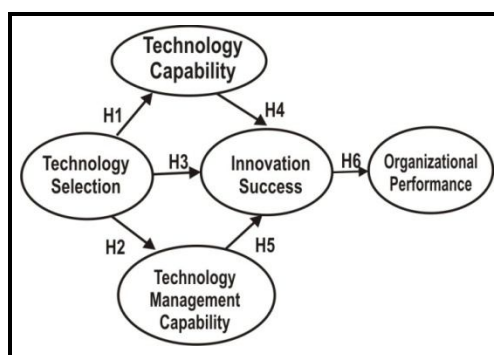 Technology
Capability
H1
H4
Technology
Selection
H3
Innovation
Success
H6
Organizational
Performance
H2
H5
Technology
Management
Capability